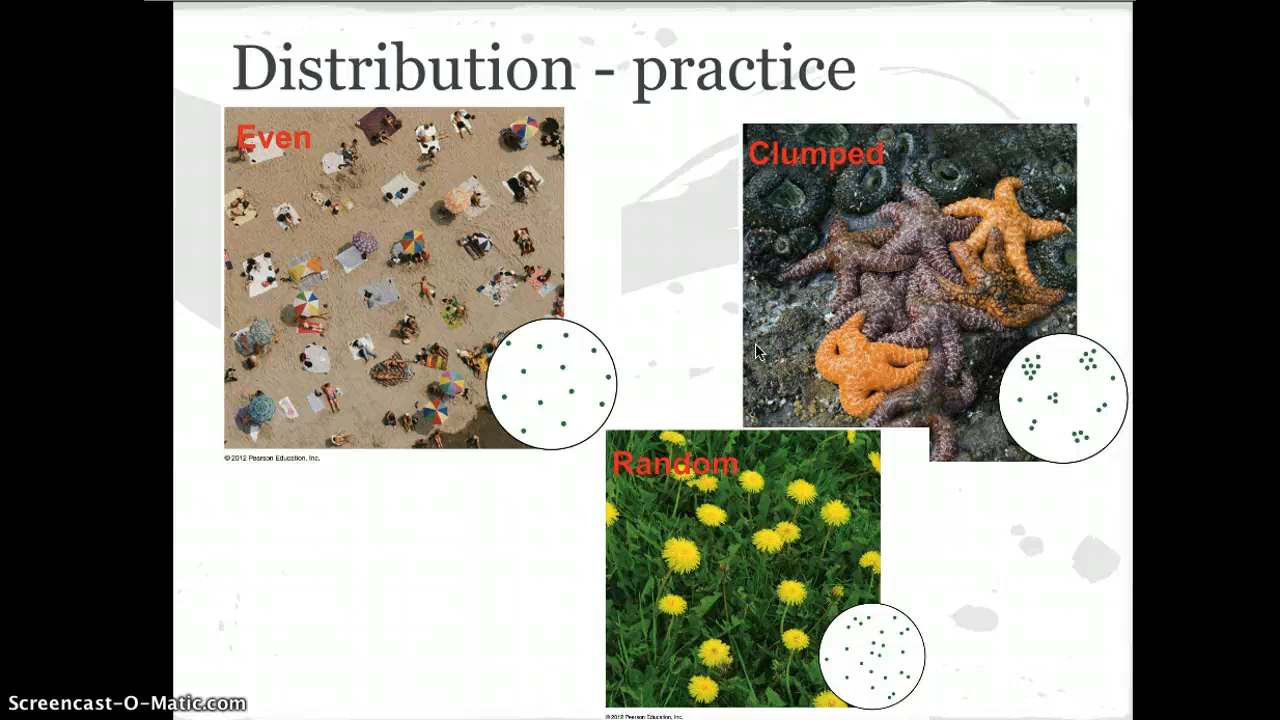 Distribution - practice
Even
Clumped
© 2012 Pearson Education, Inc.
Random
Screencast-O-Matic.com
© 2012 Pearson Education, Inc.